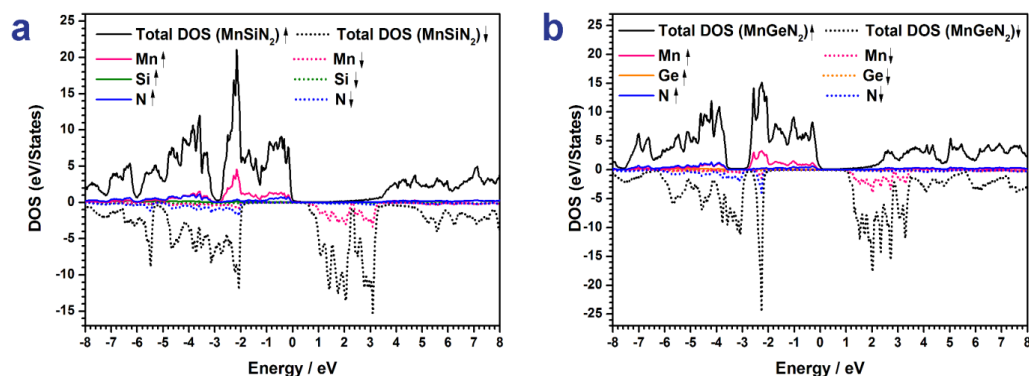 a
Total DOS (MnSiN₂)↑ Total DOS (MnSiN₂)↓
Mn↑ Mn↓
Si↑ Si↓
N↑ N↓
DOS (eV/States)
25
20
15
10
5
0
-5
-10
-15
-8 -7 -6 -5 -4 -3 -2 -1 0 1 2 3 4 5 6 7 8
Energy / eV
b
Total DOS (MnGeN₂)↑ Total DOS (MnGeN₂)↓
Mn↑ Mn↓
Ge↑ Ge↓
N↑ N↓
DOS (eV/States)
25
20
15
10
5
0
-5
-10
-15
-20
-25
-8 -7 -6 -5 -4 -3 -2 -1 0 1 2 3 4 5 6 7 8
Energy / eV